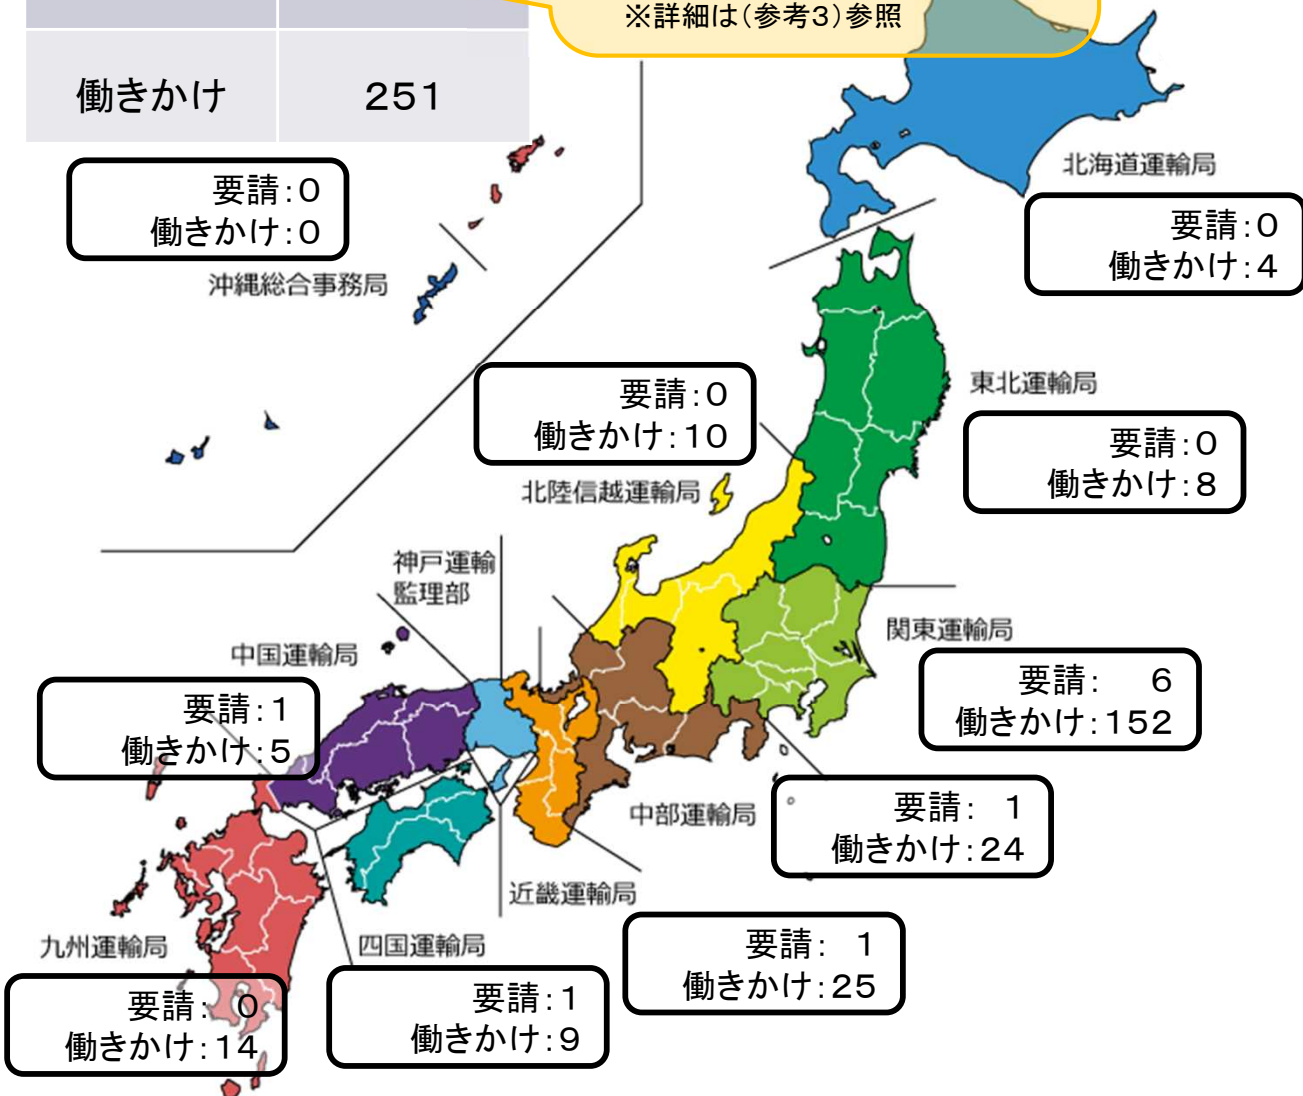 ※詳細は(参考3)参照
働きかけ 251
要請:0
働きかけ:0
沖縄総合事務局
北海道運輸局
要請:0
働きかけ:4
要請:0
働きかけ:10
北陸信越運輸局
東北運輸局
要請:0
働きかけ:8
神戸運輸
監理部
中国運輸局
要請:1
働きかけ:5
関東運輸局
要請: 6
働きかけ:152
中部運輸局
要請: 1
働きかけ:24
近畿運輸局
要請: 1
働きかけ:25
九州運輸局
要請: 0
働きかけ:14
四国運輸局
要請:1
働きかけ:9